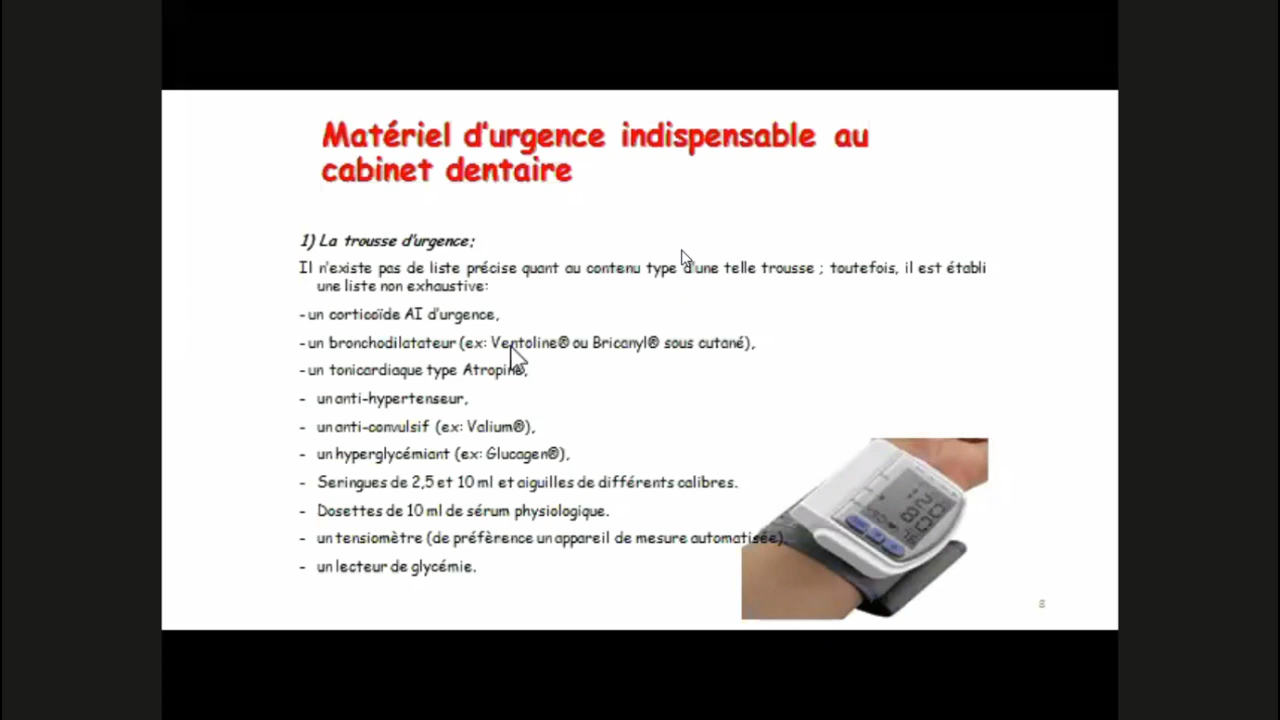 Matériel d'urgence indispensable au
cabinet dentaire
1) La trousse d'urgence;
Il n'existe pas de liste précise quant au contenu type d'une telle trousse ; toutefois, il est établi
une liste non exhaustive:
- un corticoïde AI d'urgence,
- un bronchodilatateur (ex: Ventoline® ou Bricanyl® sous cutané),
- un tonicardiaque type Atropine,
- un anti-hypertenseur,
- un anti-convulsif (ex: Valium®),
- un hyperglycémiant (ex: Glucagen®),
- Seringues de 2,5 et 10 ml et aiguilles de différents calibres.
- Dosettes de 10 ml de sérum physiologique.
- un tensiomètre (de préfèrence un appareil de mesure automatisée).
- un lecteur de glycémie.
8